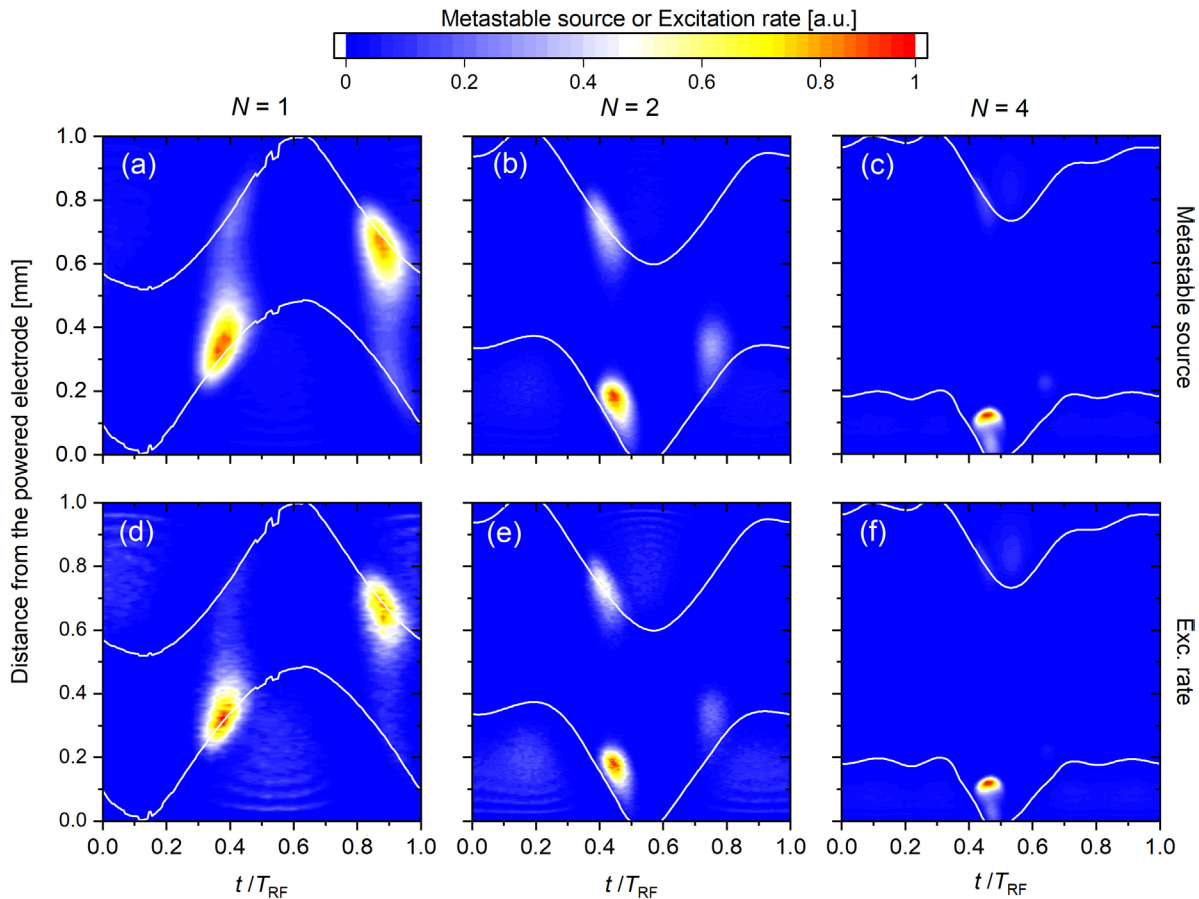 Metastable source or Excitation rate [a.u.]
0 0.2 0.4 0.6 0.8 1
N = 1 N = 2 N = 4
(a) (b) (c)
1.0
0.8
0.6
0.4
0.2
0.0
Metastable source
Distance from the powered electrode [mm]
(d) (e) (f)
1.0
0.8
0.6
0.4
0.2
0.0
Exc. rate
0.0 0.2 0.4 0.6 0.8 1.0 0.0 0.2 0.4 0.6 0.8 1.0 0.0 0.2 0.4 0.6 0.8 1.0
t /TRF t /TRF t /TRF